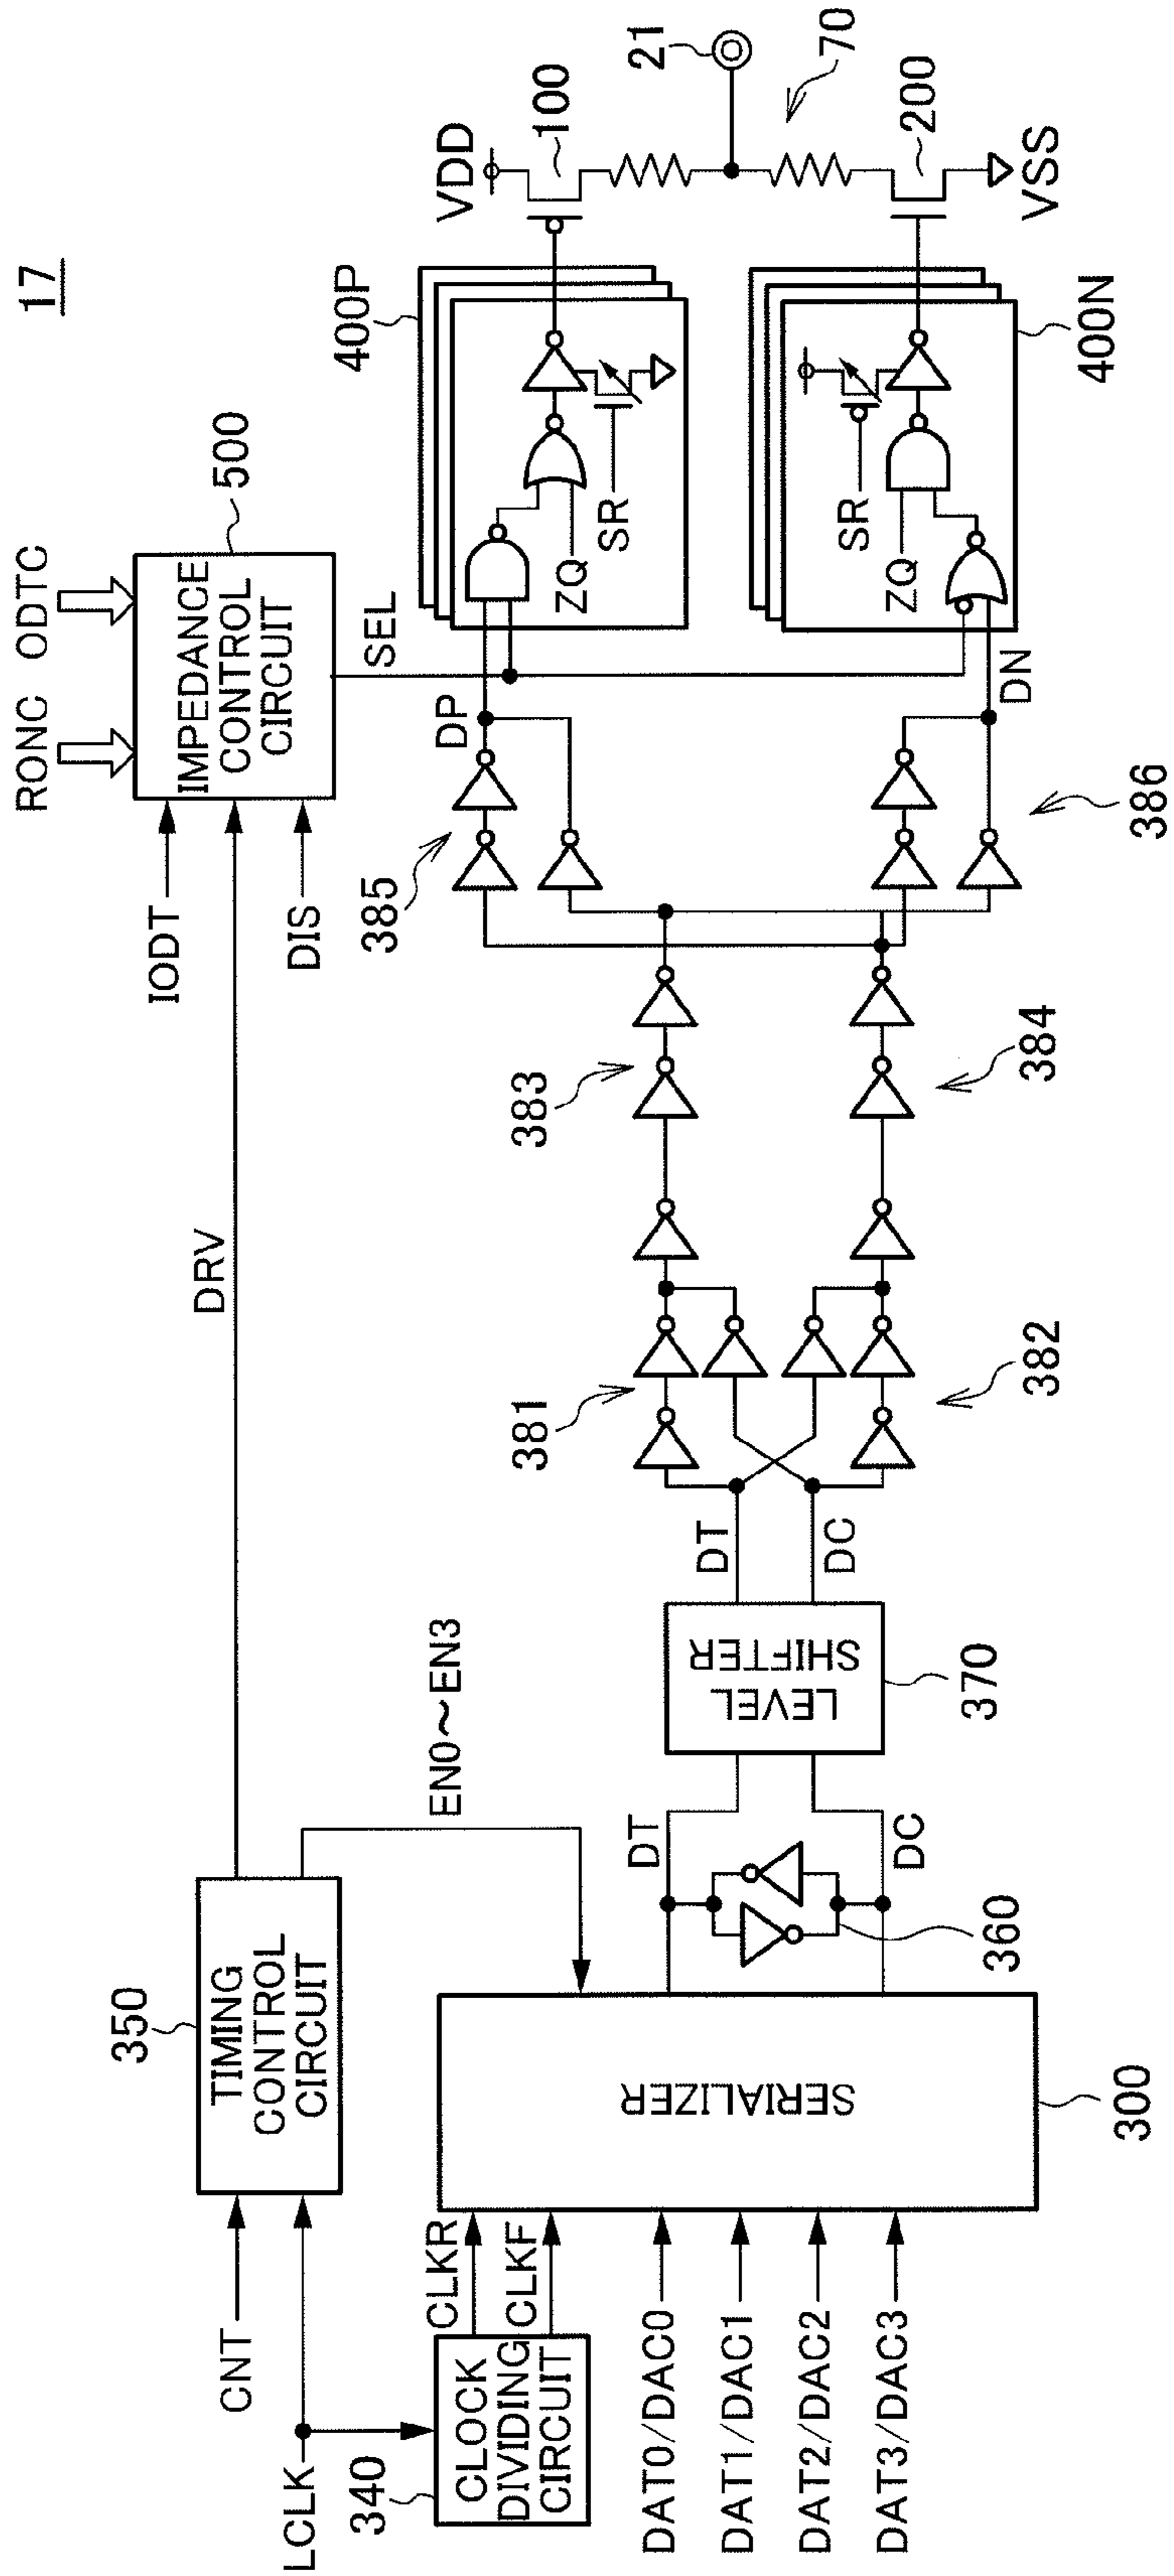 17
RONC
ODTC
IODT
DIS
IMPEDANCE
CONTROL
CIRCUIT
500
SEL
DRV
350
TIMING
CONTROL
CIRCUIT
CNT
LCLK
EN0~EN3
340
CLOCK
DIVIDING
CIRCUIT
CLKR
CLKF
DAT0/DAC0
DAT1/DAC1
DAT2/DAC2
DAT3/DAC3
SERIALIZER
300
DT
DC
360
LEVEL
SHIFTER
370
DT
DC
381
382
383
384
385
386
DP
DN
400P
ZQ
SR
400N
ZQ
SR
VDD
100
21
70
200
VSS